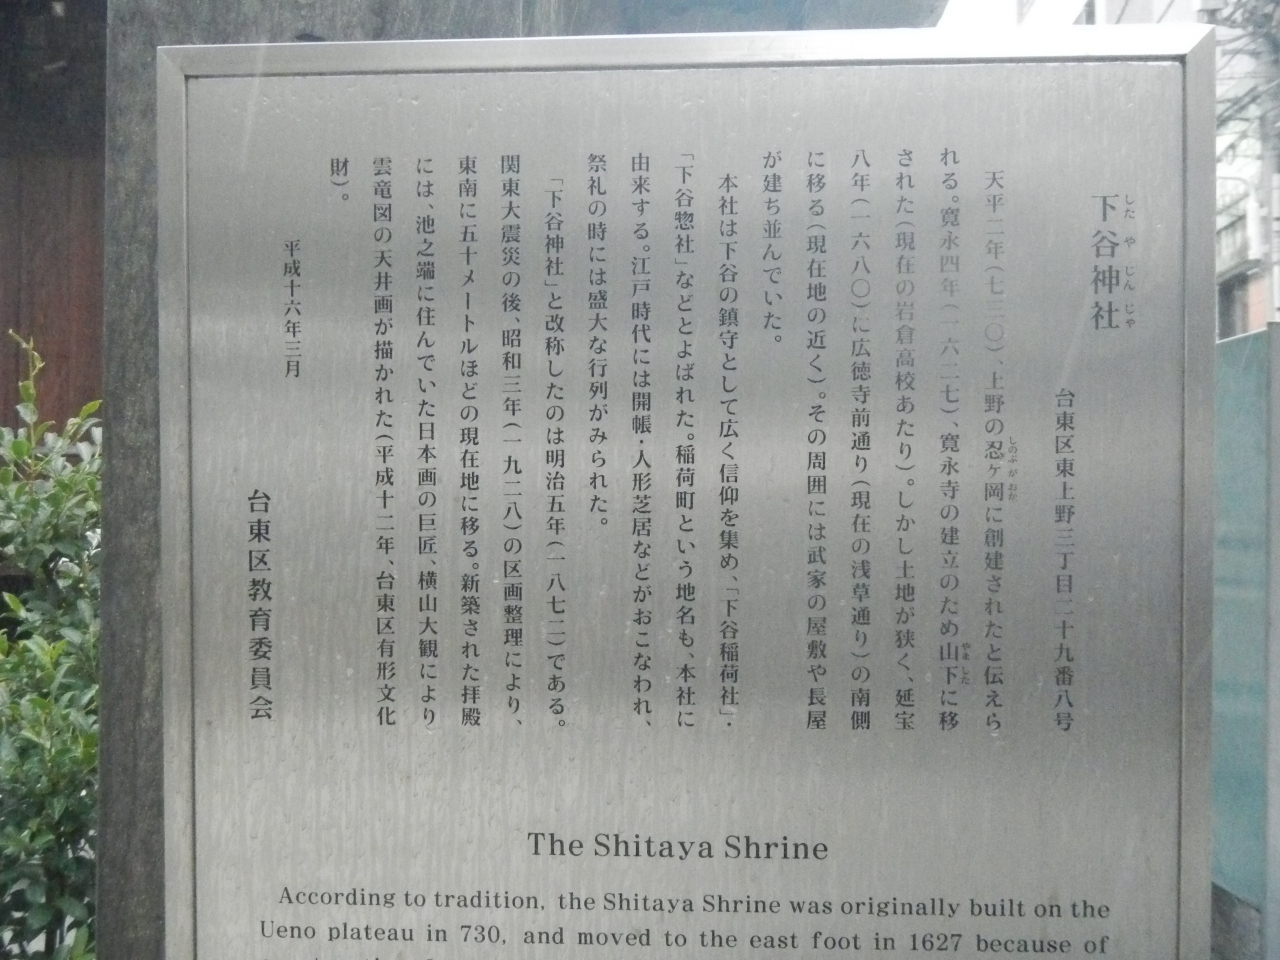 下谷神社
したやじんじゃ
台東区東上野三丁目二十九番八号
天平二年(七三〇)、上野の忍ヶ岡に創建されたと伝えら
しのぶがおか
れる。寛永四年(一六二七)、寛永寺の建立のため山下に移
やました
された(現在の岩倉高校あたり)。しかし土地が狭く、延宝
八年(一六八〇)に広徳寺前通り(現在の浅草通り)の南側
に移る(現在地の近く)。その周囲には武家の屋敷や長屋
が建ち並んでいた。
本社は下谷の鎮守として広く信仰を集め、「下谷稲荷社」・
「下谷惣社」などとよばれた。稲荷町という地名も、本社に
由来する。江戸時代には開帳・人形芝居などがおこなわれ、
祭礼の時には盛大な行列がみられた。
「下谷神社」と改称したのは明治五年(一八七二)である。
関東大震災の後、昭和三年(一九二八)の区画整理により、
東南に五十メートルほどの現在地に移る。新築された拝殿
には、池之端に住んでいた日本画の巨匠、横山大観により
雲竜図の天井画が描かれた(平成十二年、台東区有形文化
財)。
平成十六年三月
台東区教育委員会
The Shitaya Shrine
According to tradition, the Shitaya Shrine was originally built on the
Ueno plateau in 730, and moved to the east foot in 1627 because of